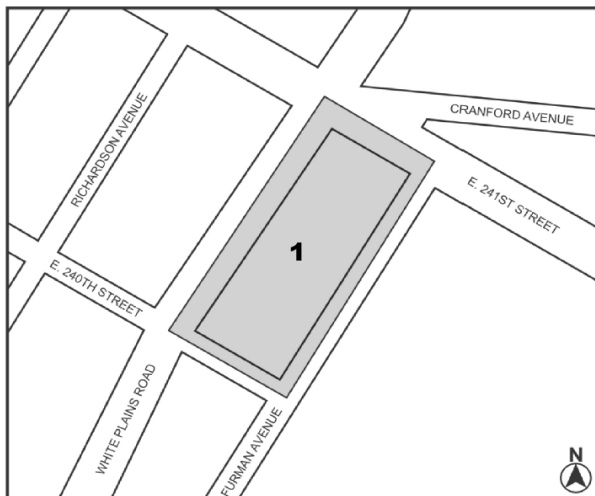 CRANFORD AVENUE
RICHARDSON AVENUE
E. 241ST STREET
1
E. 240TH STREET
WHITE PLAINS ROAD
FURMAN AVENUE
N